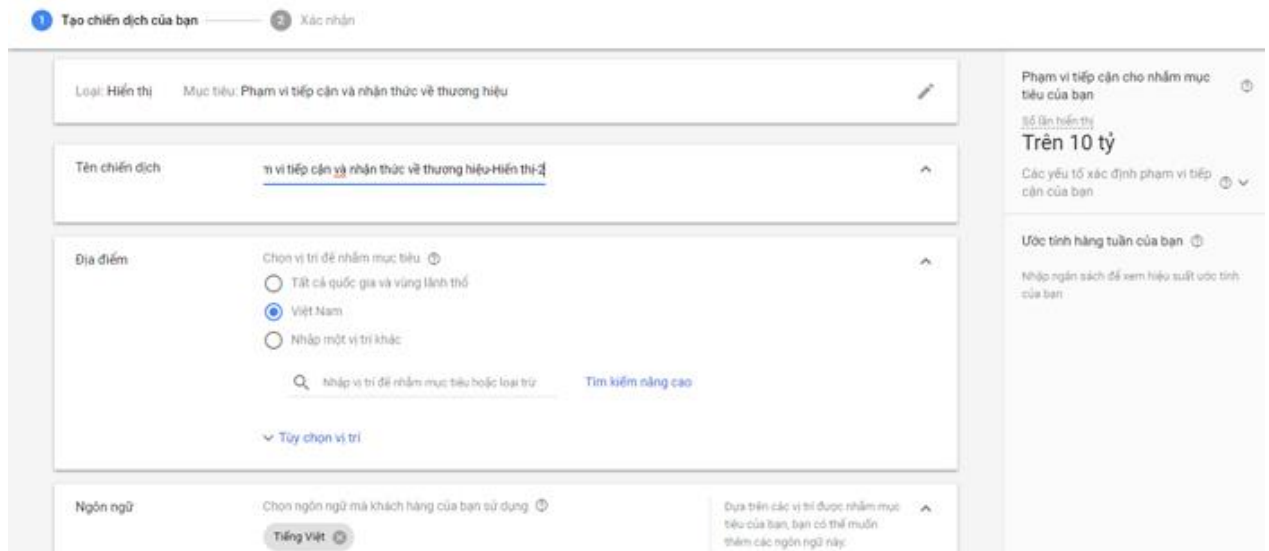 1 Tạo chiến dịch của bạn 2 Xác nhận
Loại: Hiển thị Mục tiêu: Phạm vi tiếp cận và nhận thức về thương hiệu
Tên chiến dịch
m vi tiếp cận và nhận thức về thương hiệu-Hiển thị-2
Địa điểm
Chọn vị trí để nhắm mục tiêu
Tất cả quốc gia và vùng lãnh thổ
Việt Nam
Nhập một vị trí khác
Nhập vị trí để nhắm mục tiêu hoặc loại trừ Tìm kiếm nâng cao
Tùy chọn vị trí
Ngôn ngữ
Chọn ngôn ngữ mà khách hàng của bạn sử dụng
Tiếng Việt
Dựa trên các vị trí được nhắm mục
tiêu của bạn, bạn có thể muốn
thêm các ngôn ngữ này:
Phạm vi tiếp cận cho nhắm mục
tiêu của bạn
Số lần hiển thị
Trên 10 tỷ
Các yếu tố xác định phạm vi tiếp
cận của bạn
Ước tính hàng tuần của bạn
Nhập ngân sách để xem hiệu suất ước tính
của bạn